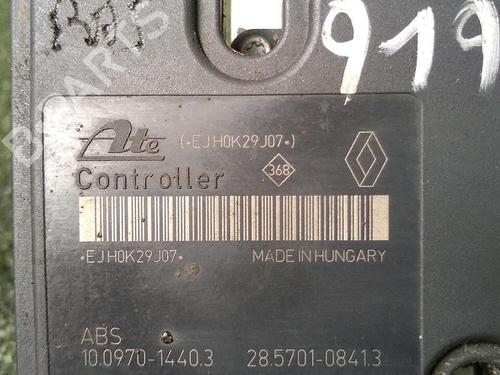 919
Ate (*EJH0K29J07*)
368
Controller
*EJH0K29J07* MADE IN HUNGARY
ABS
10.0970-1440.3 28.5701-0841.3